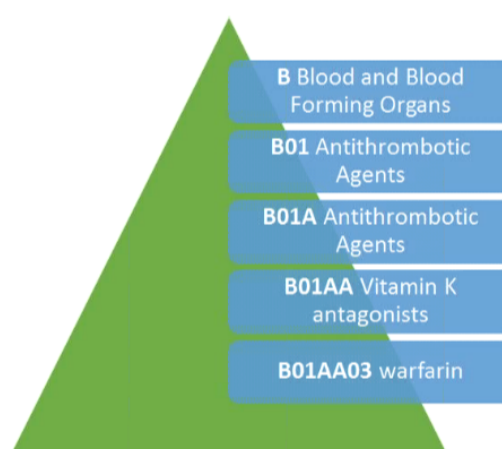 B Blood and Blood
Forming Organs
B01 Antithrombotic
Agents
B01A Antithrombotic
Agents
B01AA Vitamin K
antagonists
B01AA03 warfarin